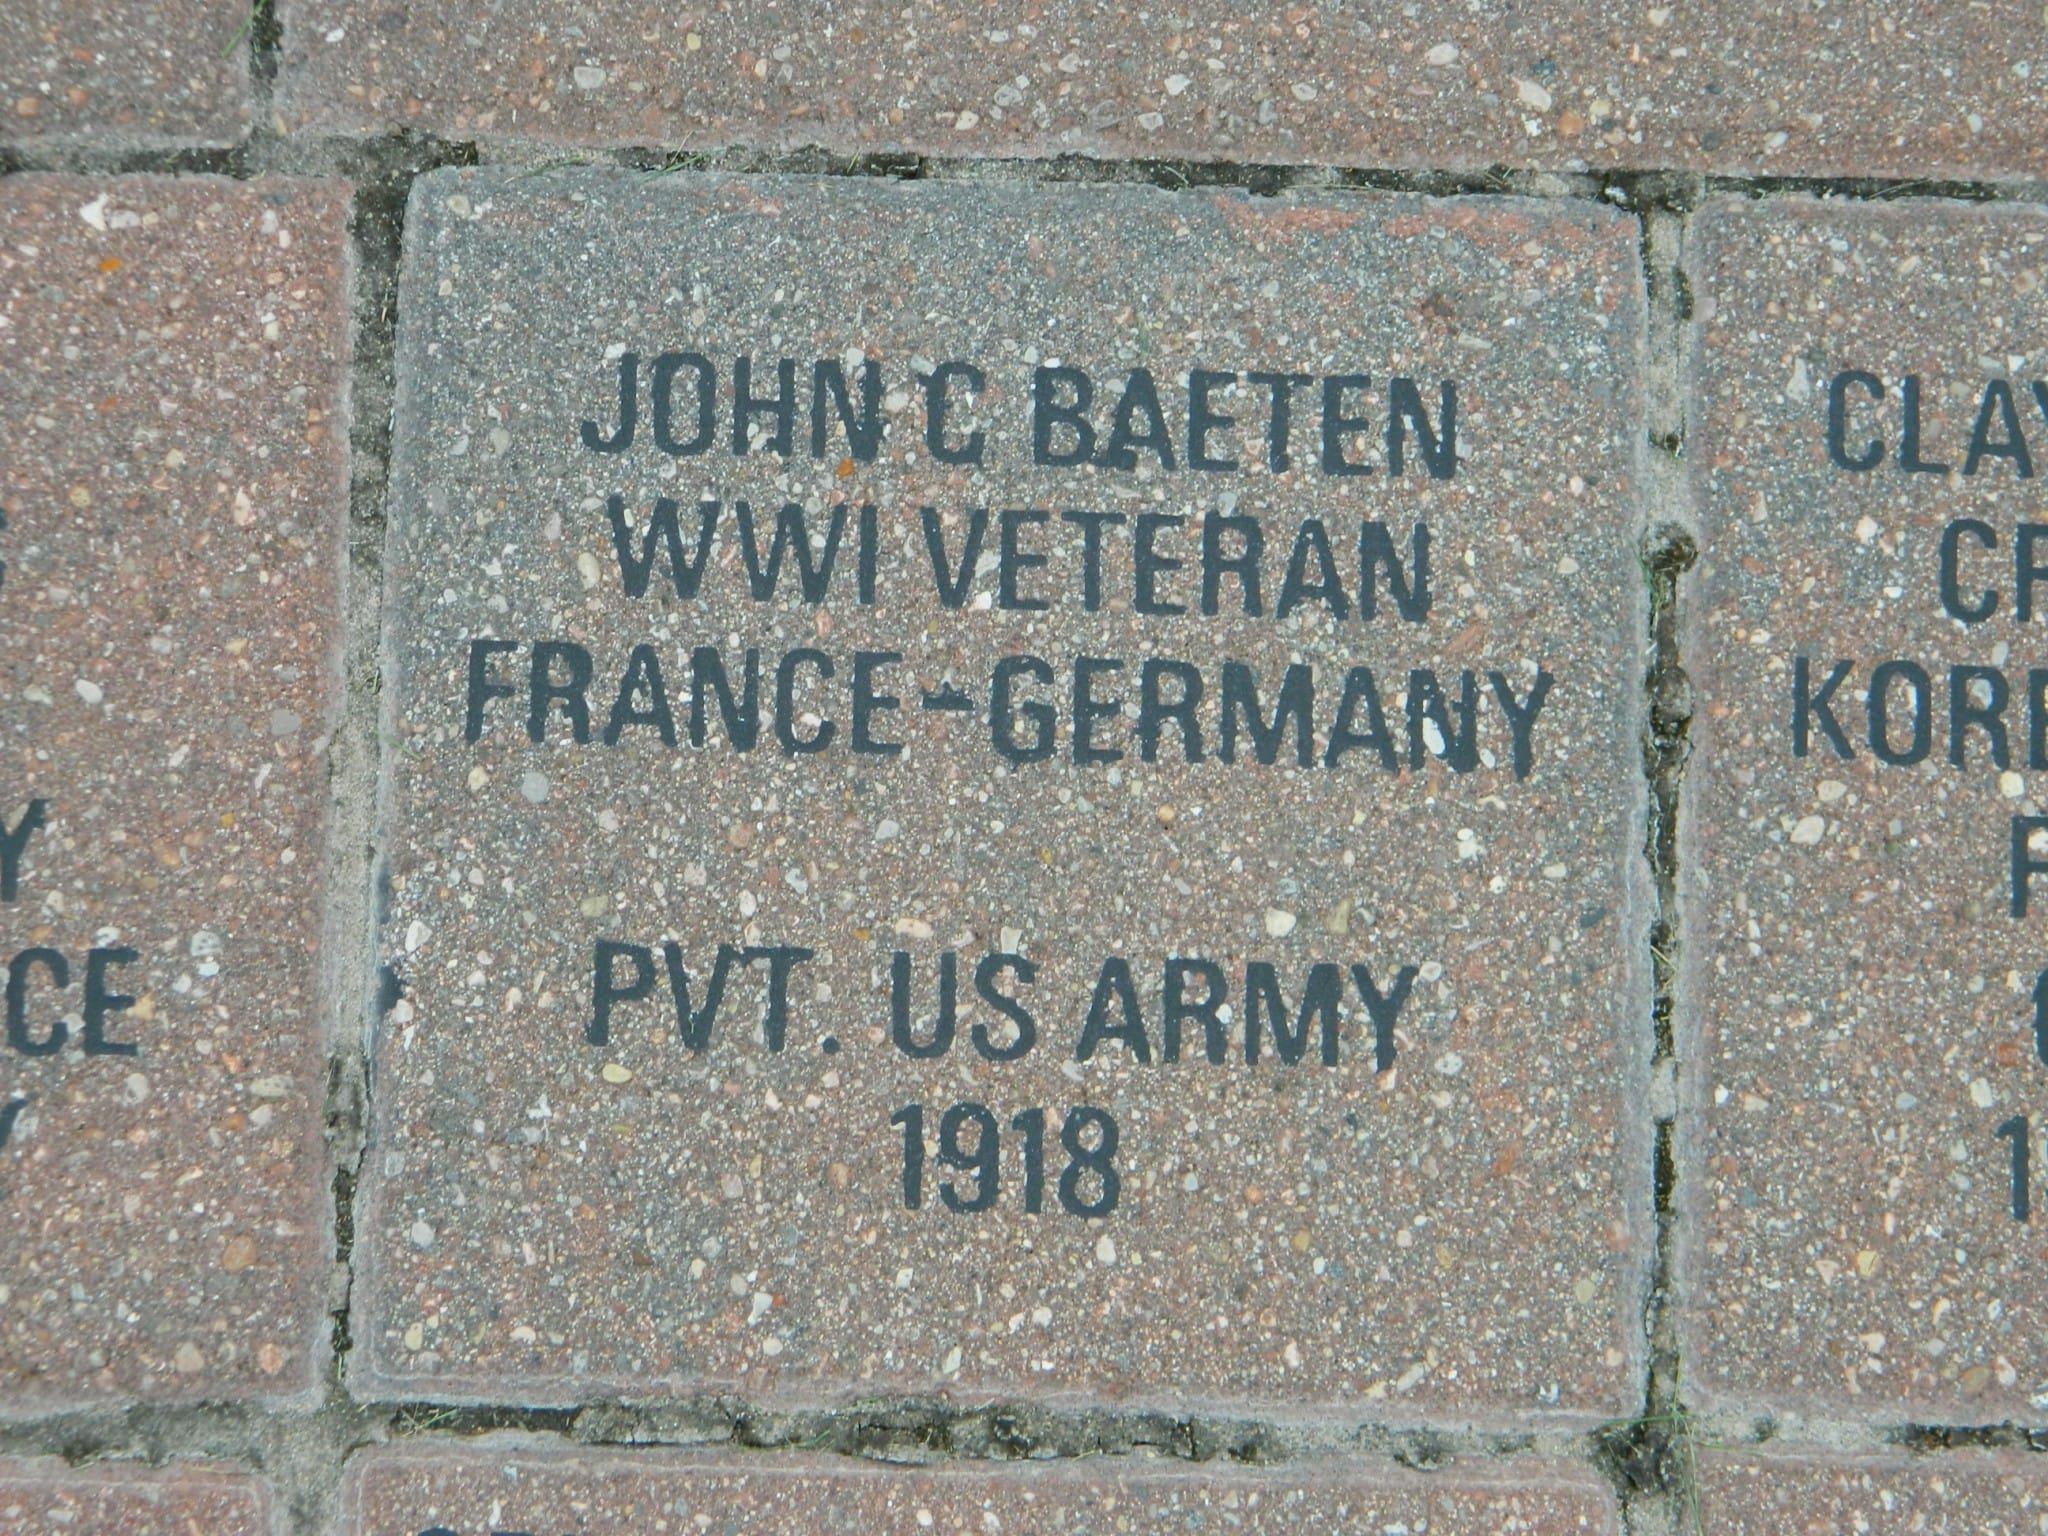 JOHN C BAETEN
WWI VETERAN
FRANCE-GERMANY
PVT. US ARMY
1918